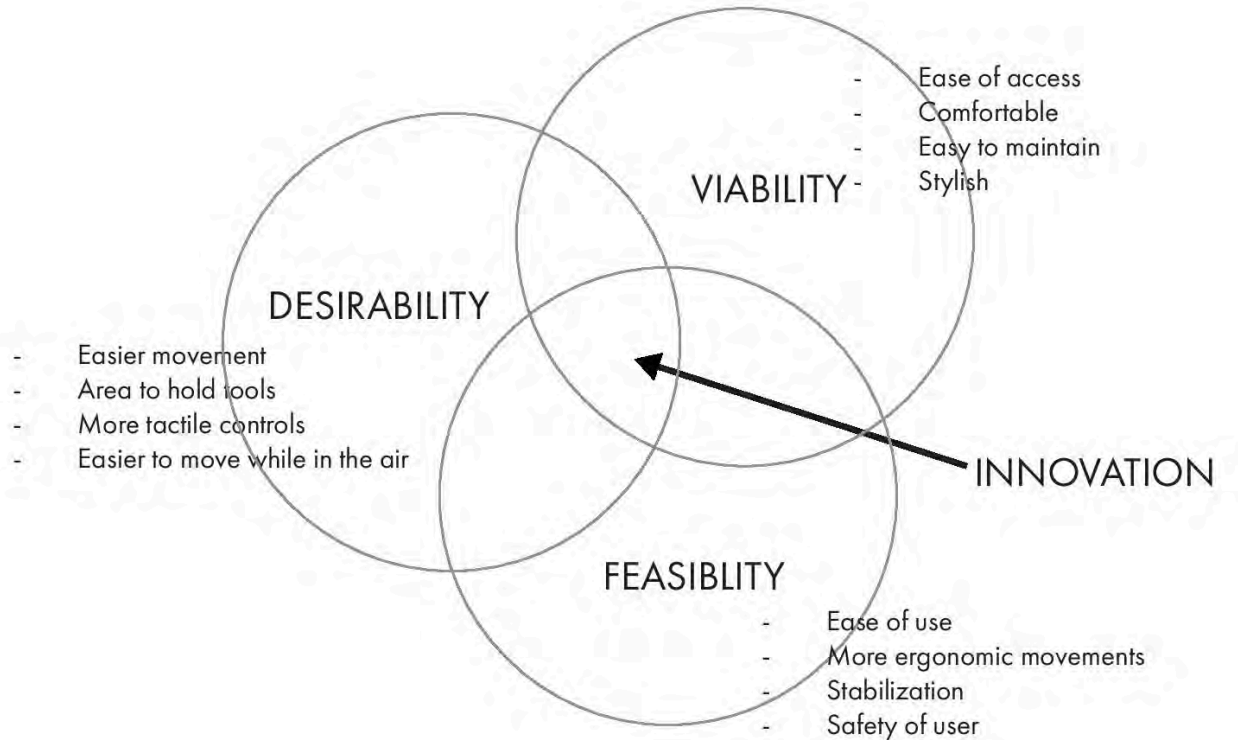 - Ease of access
- Comfortable
- Easy to maintain
VIABILITY
- Stylish
DESIRABILITY
- Easier movement
- Area to hold tools
- More tactile controls
- Easier to move while in the air
INNOVATION
FEASIBLITY
- Ease of use
- More ergonomic movements
- Stabilization
- Safety of user